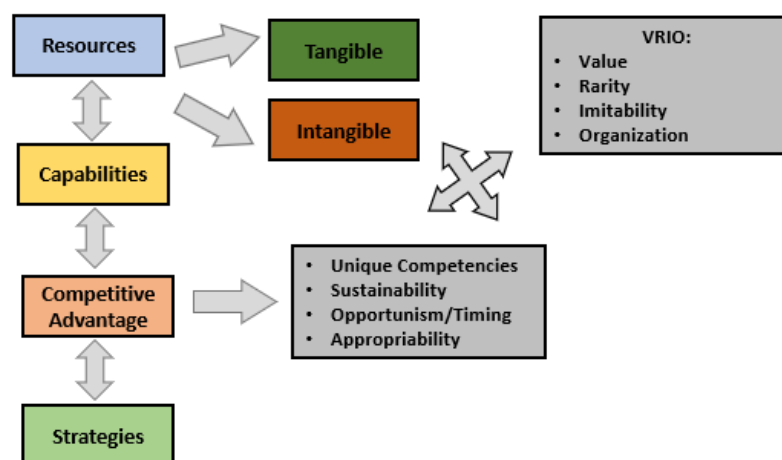 Resources
Tangible
Intangible
VRIO:
• Value
• Rarity
• Imitability
• Organization
Capabilities
Competitive
Advantage
• Unique Competencies
• Sustainability
• Opportunism/Timing
• Appropriability
Strategies